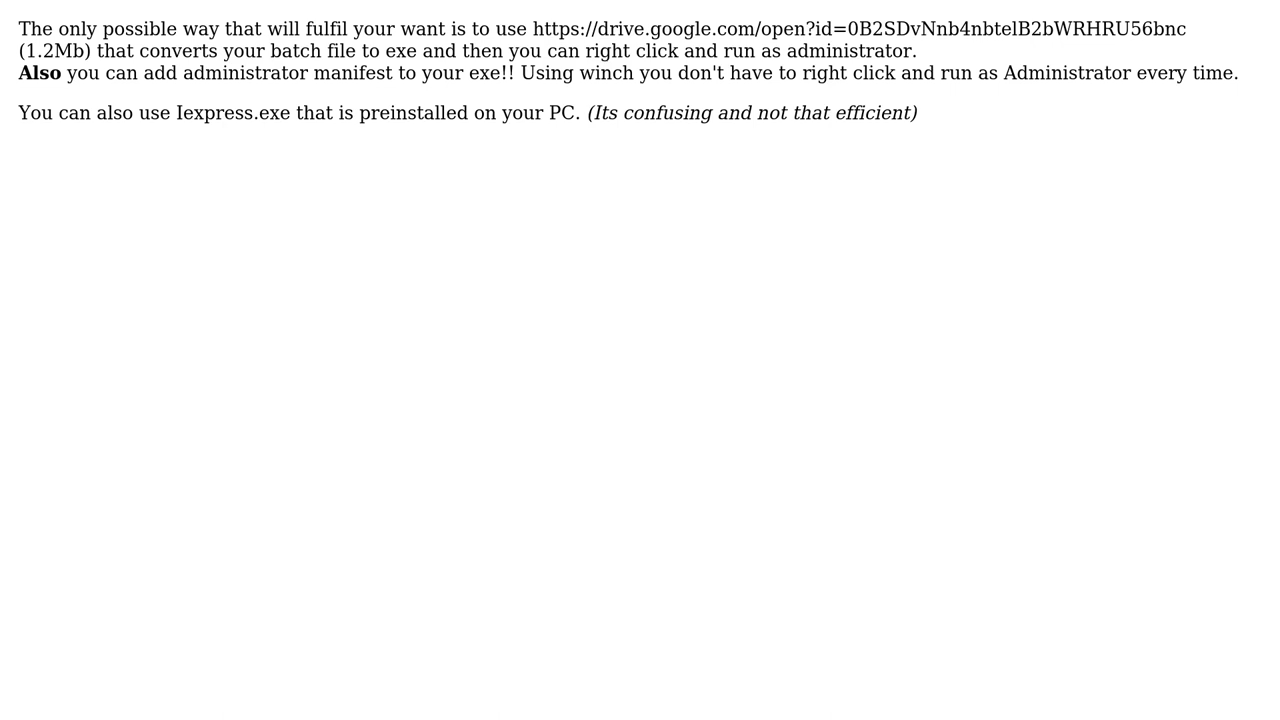 The only possible way that will fulfil your want is to use https://drive.google.com/open?id=0B2SDvNnb4nbtelB2bWRHRU56bnc
(1.2Mb) that converts your batch file to exe and then you can right click and run as administrator.
Also you can add administrator manifest to your exe!! Using winch you don't have to right click and run as Administrator every time.
You can also use Iexpress.exe that is preinstalled on your PC. (Its confusing and not that efficient)